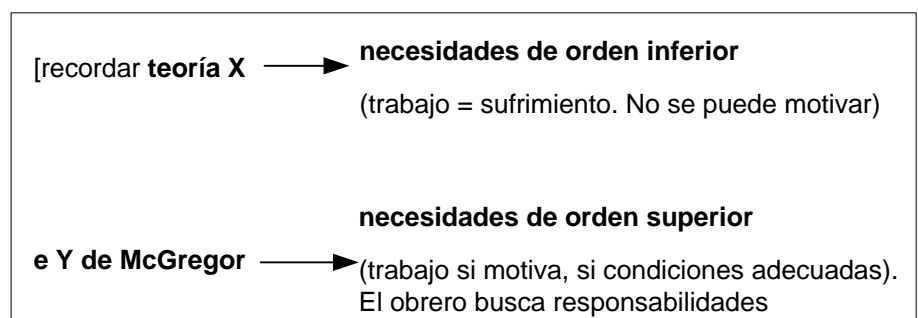 [recordar teoría X
necesidades de orden inferior
(trabajo = sufrimiento. No se puede motivar)
necesidades de orden superior
e Y de McGregor
(trabajo si motiva, si condiciones adecuadas).
El obrero busca responsabilidades